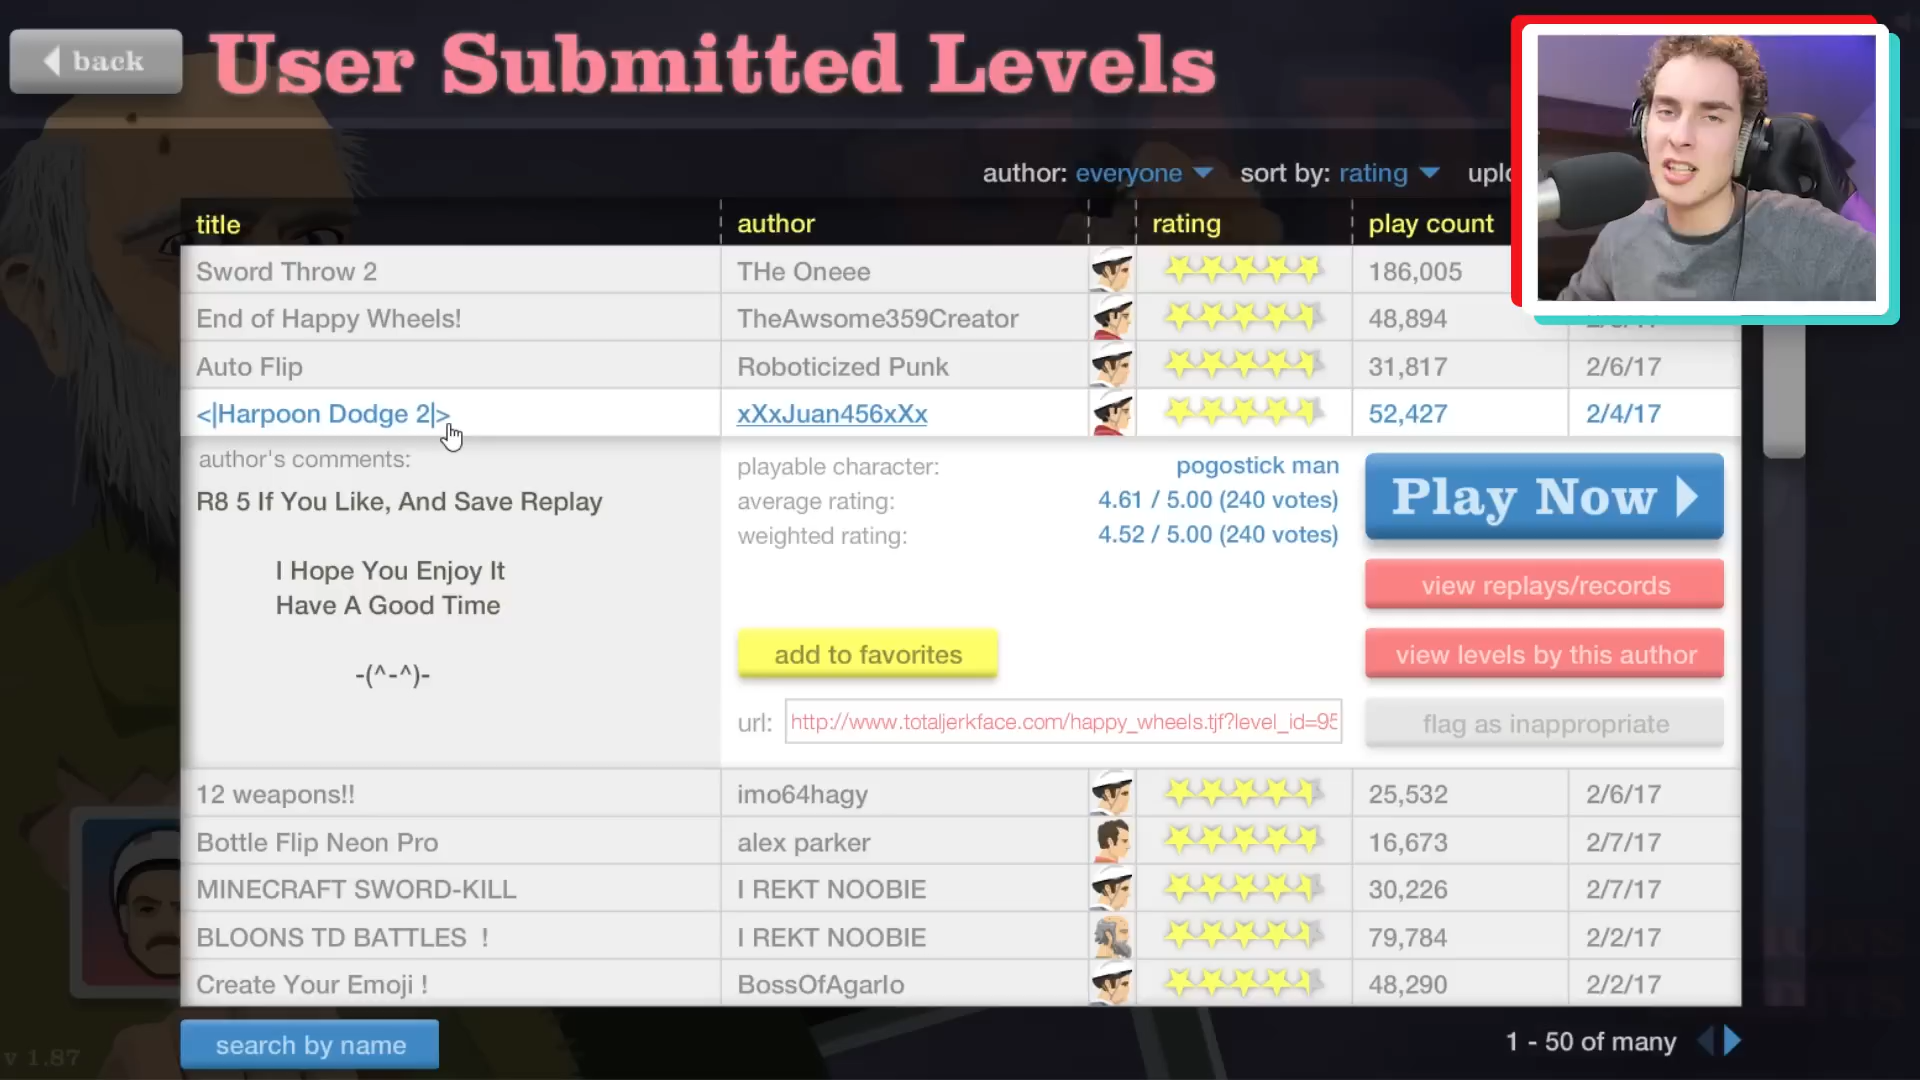 back
User Submitted Levels
author: everyone sort by: rating
title author rating play count
Sword Throw 2 THe Oneee 186,005
End of Happy Wheels! TheAwsome359Creator 48,894
Auto Flip Roboticized Punk 31,817 2/6/17
<|Harpoon Dodge 2|> xXxJuan456xXx 52,427 2/4/17
author's comments:
R8 5 If You Like, And Save Replay
I Hope You Enjoy It
Have A Good Time
-(^-^)-
playable character: pogostick man
average rating: 4.61 / 5.00 (240 votes)
weighted rating: 4.52 / 5.00 (240 votes)
add to favorites
url: http://www.totaljerkface.com/happy_wheels.tjf?level_id=95
Play Now
view replays/records
view levels by this author
flag as inappropriate
12 weapons!! imo64hagy 25,532 2/6/17
Bottle Flip Neon Pro alex parker 16,673 2/7/17
MINECRAFT SWORD-KILL I REKT NOOBIE 30,226 2/7/17
BLOONS TD BATTLES ! I REKT NOOBIE 79,784 2/2/17
Create Your Emoji ! BossOfAgarIo 48,290 2/2/17
v 1.87
search by name
1 - 50 of many